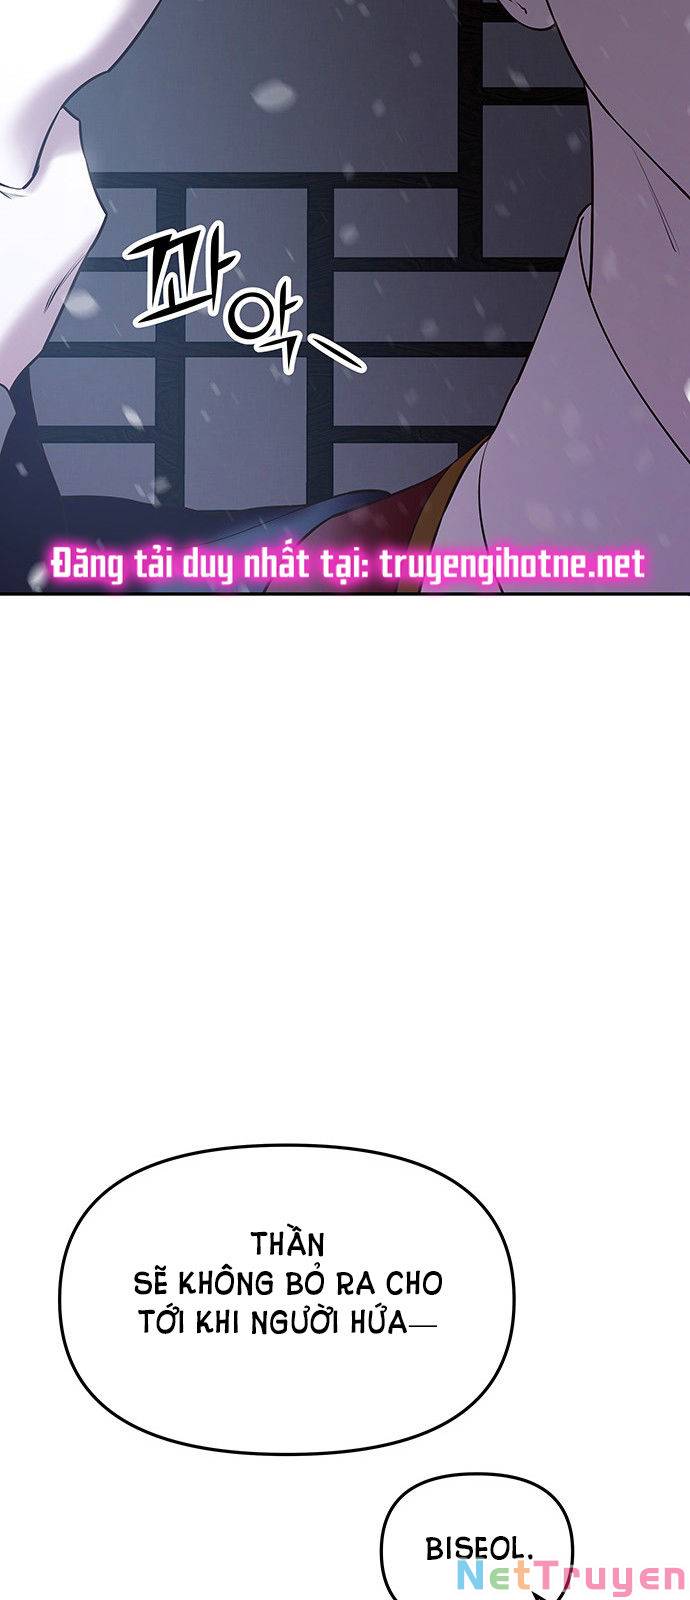 꽈악~
Đăng tải duy nhất tại: truyengihotne.net
THẦN
SẼ KHÔNG BỎ RA CHO
TỚI KHI NGƯỜI HỨA—
BISEOL.
NetTruyen